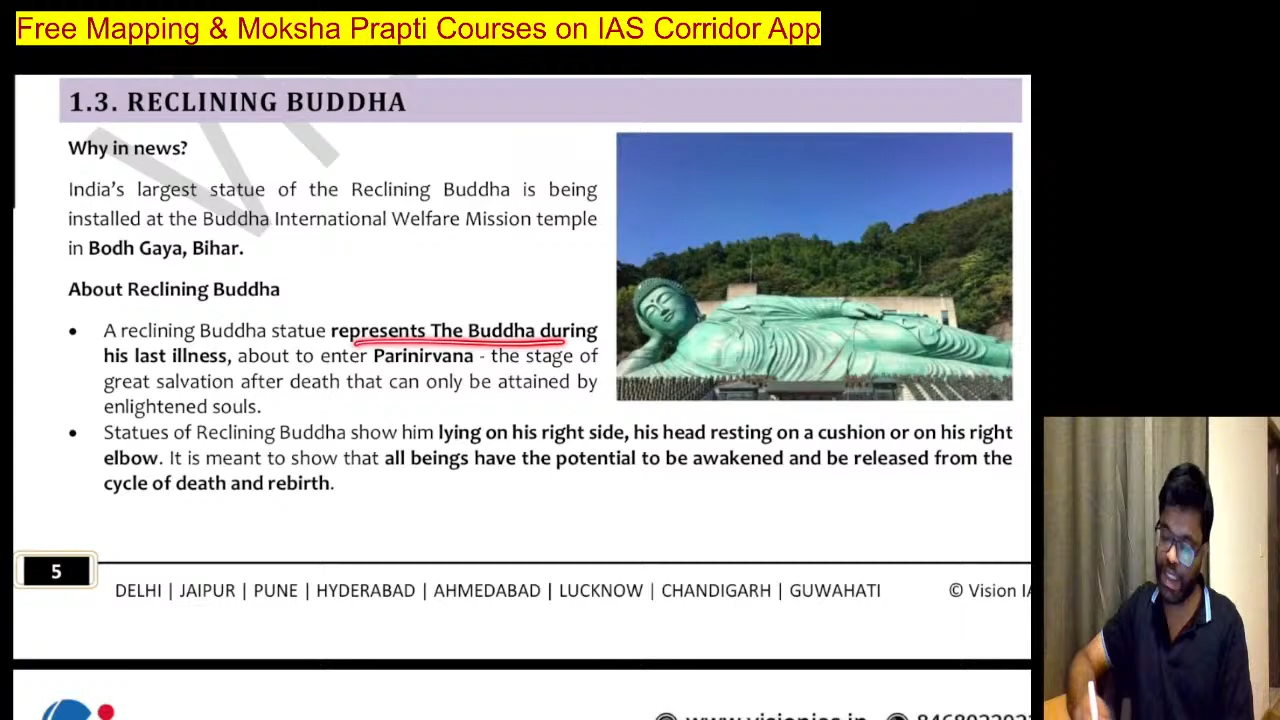 Free Mapping & Moksha Prapti Courses on IAS Corridor App
1.3. RECLINING BUDDHA
Why in news?
India's largest statue of the Reclining Buddha is being
installed at the Buddha International Welfare Mission temple
in Bodh Gaya, Bihar.
About Reclining Buddha
• A reclining Buddha statue represents The Buddha during
his last illness, about to enter Parinirvana - the stage of
great salvation after death that can only be attained by
enlightened souls.
• Statues of Reclining Buddha show him lying on his right side, his head resting on a cushion or on his right
elbow. It is meant to show that all beings have the potential to be awakened and be released from the
cycle of death and rebirth.
5
DELHI | JAIPUR | PUNE | HYDERABAD | AHMEDABAD | LUCKNOW | CHANDIGARH | GUWAHATI © Vision IA
www.visionias.in